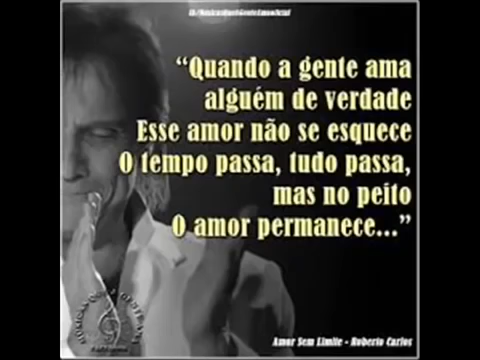 “Quando a gente ama
alguém de verdade
Esse amor não se esquece
O tempo passa, tudo passa,
mas no peito
O amor permanece...”
Amor Sem Limite - Roberto Carlos